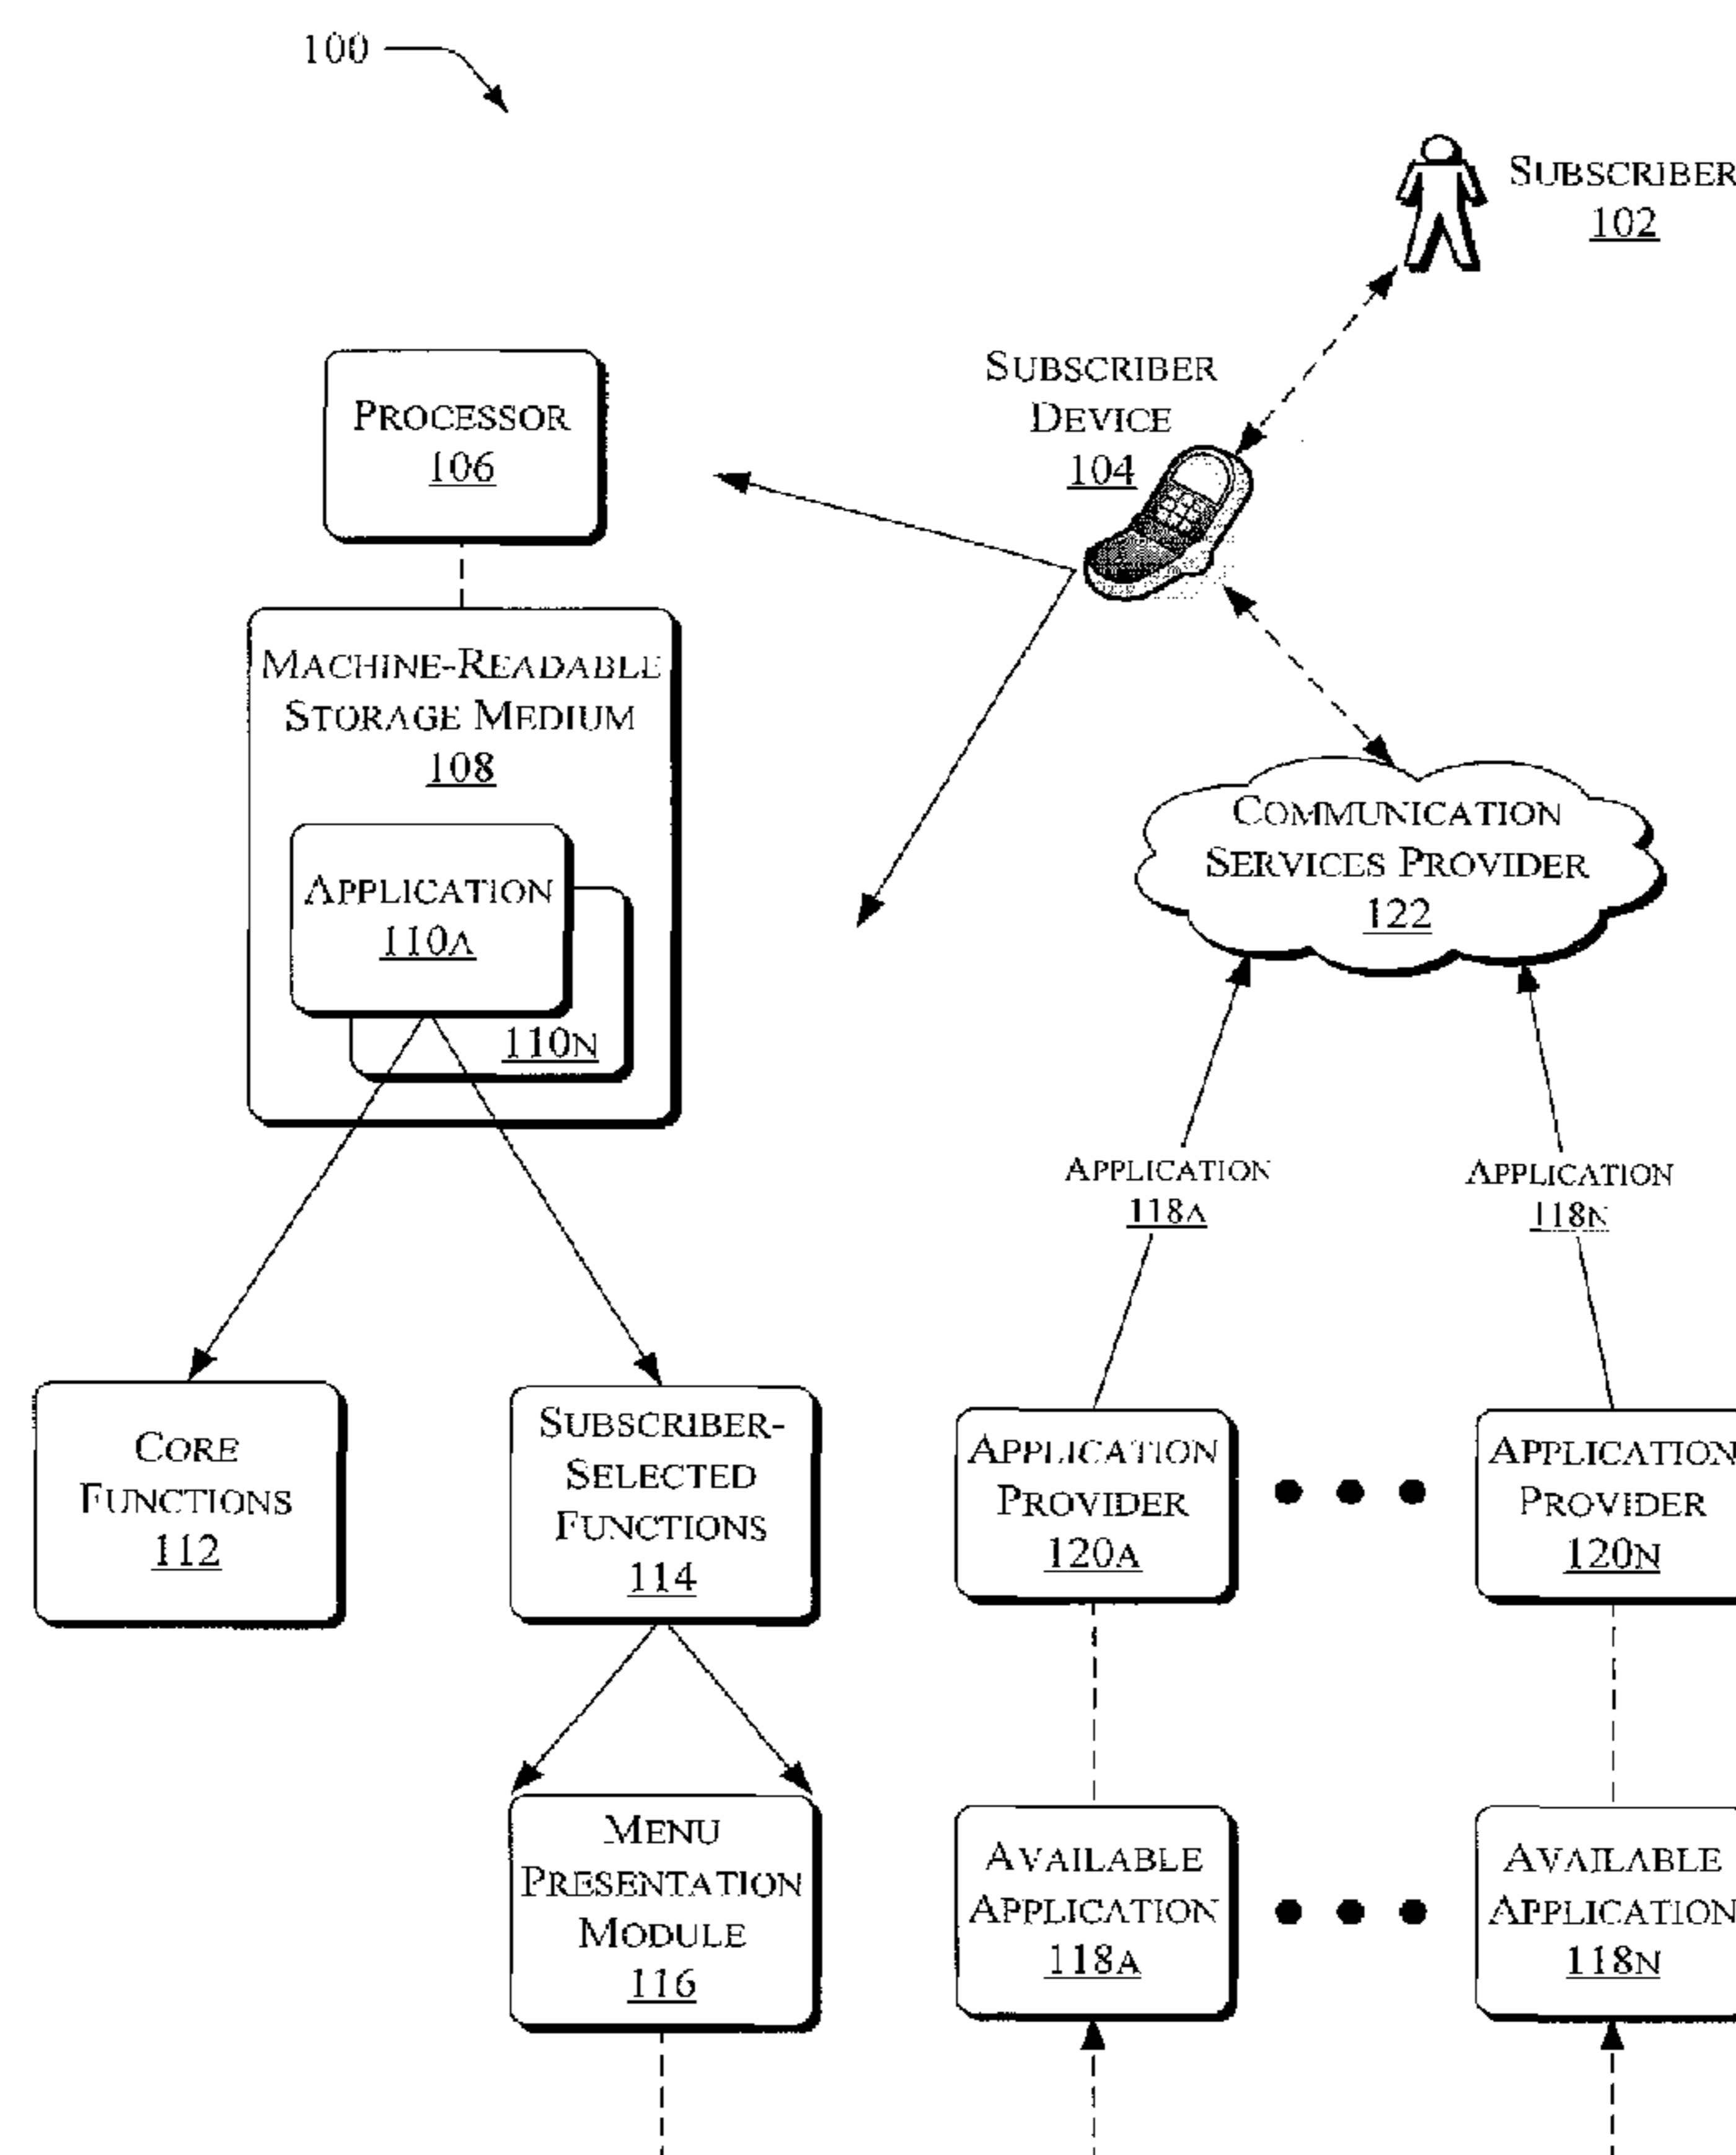 100
SUBSCRIBER
102
SUBSCRIBER
DEVICE
104
PROCESSOR
106
MACHINE-READABLE
STORAGE MEDIUM
108
APPLICATION
110A
110N
COMMUNICATION
SERVICES PROVIDER
122
APPLICATION
118A
APPLICATION
118N
CORE
FUNCTIONS
112
SUBSCRIBER-
SELECTED
FUNCTIONS
114
APPLICATION
PROVIDER
120A
APPLICATION
PROVIDER
120N
MENU
PRESENTATION
MODULE
116
AVAILABLE
APPLICATION
118A
AVAILABLE
APPLICATION
118N